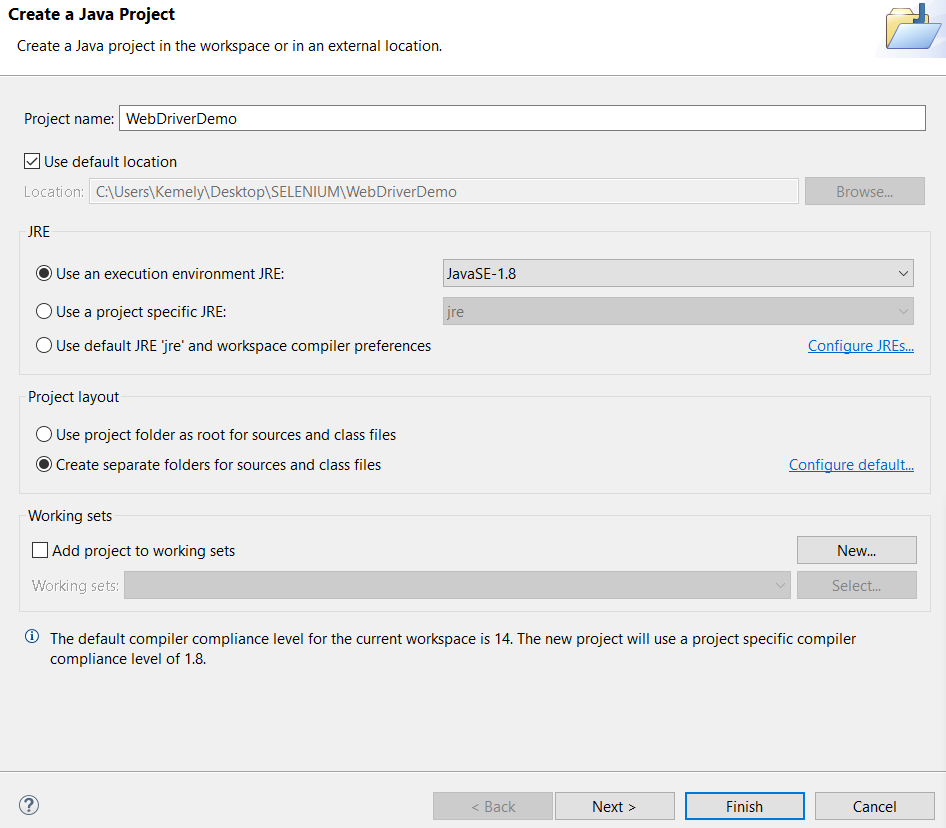 Create a Java Project
Create a Java project in the workspace or in an external location.
Project name: WebDriverDemo
Use default location
Location: C:\Users\Kemely\Desktop\SELENIUM\WebDriverDemo Browse...
JRE
Use an execution environment JRE: JavaSE-1.8
Use a project specific JRE: jre
Use default JRE 'jre' and workspace compiler preferences Configure JREs...
Project layout
Use project folder as root for sources and class files
Create separate folders for sources and class files Configure default...
Working sets
Add project to working sets New...
Working sets: Select...
The default compiler compliance level for the current workspace is 14. The new project will use a project specific compiler
compliance level of 1.8.
? < Back Next > Finish Cancel